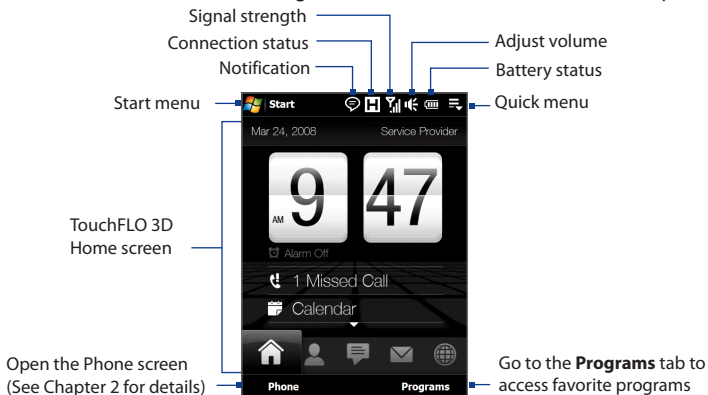 Signal strength
Connection status
Adjust volume
Notification
Battery status
Start menu
Start
Quick menu
Mar 24, 2008
Service Provider
AM 9 47
TouchFLO 3D
Home screen
Alarm Off
1 Missed Call
Calendar
Open the Phone screen
(See Chapter 2 for details)
Go to the Programs tab to
access favorite programs
Phone
Programs